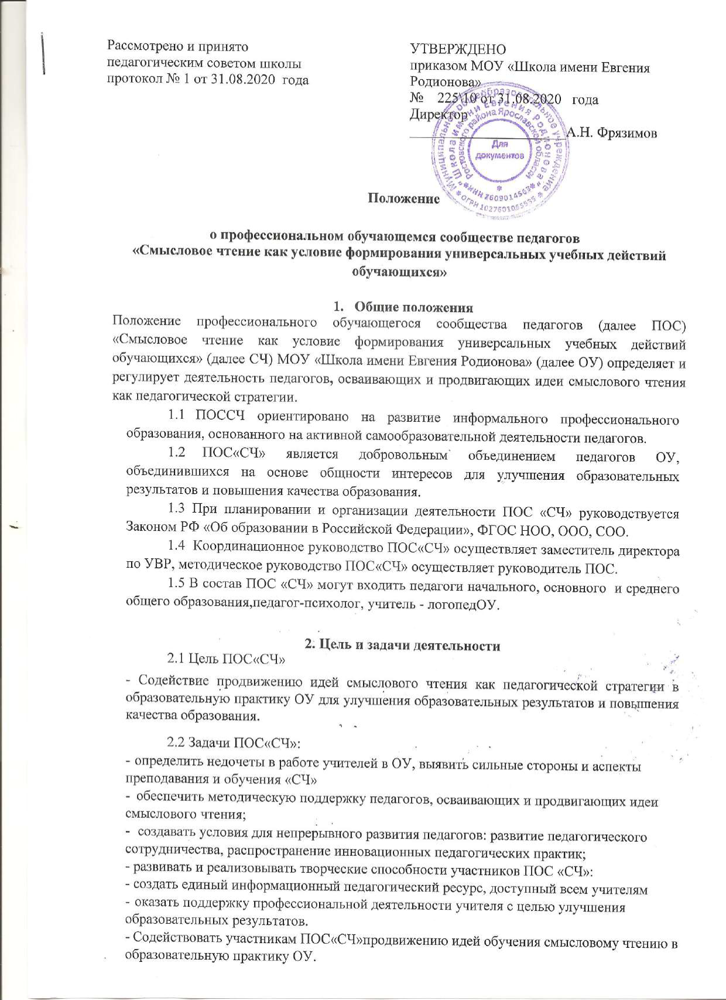 Рассмотрено и принято
педагогическим советом школы
протокол № 1 от 31.08.2020 года
УТВЕРЖДЕНО
приказом МОУ «Школа имени Евгения
Родионова»
№ 225\10 от 31.08.2020 года
Директор
А.Н. Фрязимов
Муниципальное общеобразовательное учреждение
"Школа имени Евгения Родионова"
Ростовского района Ярославской области
Для
документов
Положение
о профессиональном обучающемся сообществе педагогов
«Смысловое чтение как условие формирования универсальных учебных действий
обучающихся»
1. Общие положения
Положение профессионального обучающегося сообщества педагогов (далее ПОС)
«Смысловое чтение как условие формирования универсальных учебных действий
обучающихся» (далее СЧ) МОУ «Школа имени Евгения Родионова» (далее ОУ) определяет и
регулирует деятельность педагогов, осваивающих и продвигающих идеи смыслового чтения
как педагогической стратегии.
1.1 ПОССЧ ориентировано на развитие информального профессионального
образования, основанного на активной самообразовательной деятельности педагогов.
1.2 ПОС«СЧ» является добровольным объединением педагогов ОУ,
объединившихся на основе общности интересов для улучшения образовательных
результатов и повышения качества образования.
1.3 При планировании и организации деятельности ПОС «СЧ» руководствуется
Законом РФ «Об образовании в Российской Федерации», ФГОС НОО, ООО, СОО.
1.4 Координационное руководство ПОС«СЧ» осуществляет заместитель директора
по УВР, методическое руководство ПОС«СЧ» осуществляет руководитель ПОС.
1.5 В состав ПОС «СЧ» могут входить педагоги начального, основного и среднего
общего образования,педагог-психолог, учитель - логопедОУ.
2. Цель и задачи деятельности
2.1 Цель ПОС«СЧ»
- Содействие продвижению идей смыслового чтения как педагогической стратегии в
образовательную практику ОУ для улучшения образовательных результатов и повышения
качества образования.
2.2 Задачи ПОС«СЧ»:
- определить недочеты в работе учителей в ОУ, выявить сильные стороны и аспекты
преподавания и обучения «СЧ»
- обеспечить методическую поддержку педагогов, осваивающих и продвигающих идеи
смыслового чтения;
- создавать условия для непрерывного развития педагогов: развитие педагогического
сотрудничества, распространение инновационных педагогических практик;
- развивать и реализовывать творческие способности участников ПОС «СЧ»:
- создать единый информационный педагогический ресурс, доступный всем учителям
- оказать поддержку профессиональной деятельности учителя с целью улучшения
образовательных результатов.
- Содействовать участникам ПОС«СЧ»продвижению идей обучения смысловому чтению в
образовательную практику ОУ.